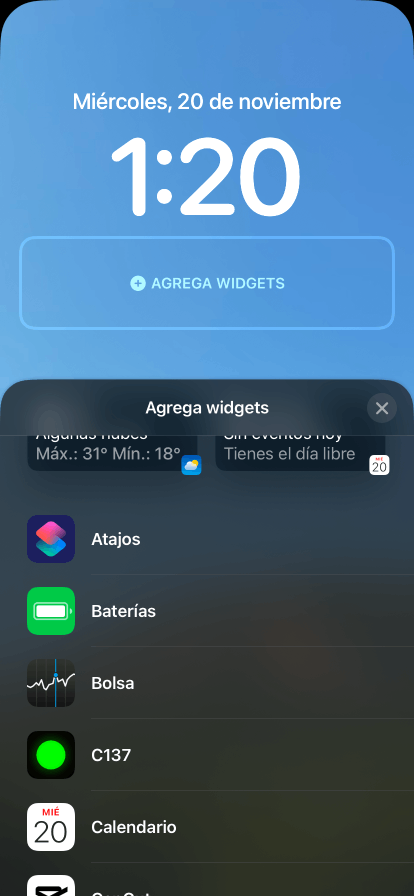 Miércoles, 20 de noviembre
1:20
AGREGA WIDGETS
Agrega widgets
Algunas nubes
Máx.: 31° Mín.: 18°
Sin eventos hoy
Tienes el día libre
MIÉ
20
Atajos
Baterías
Bolsa
C137
MIÉ
20
Calendario
CapCut